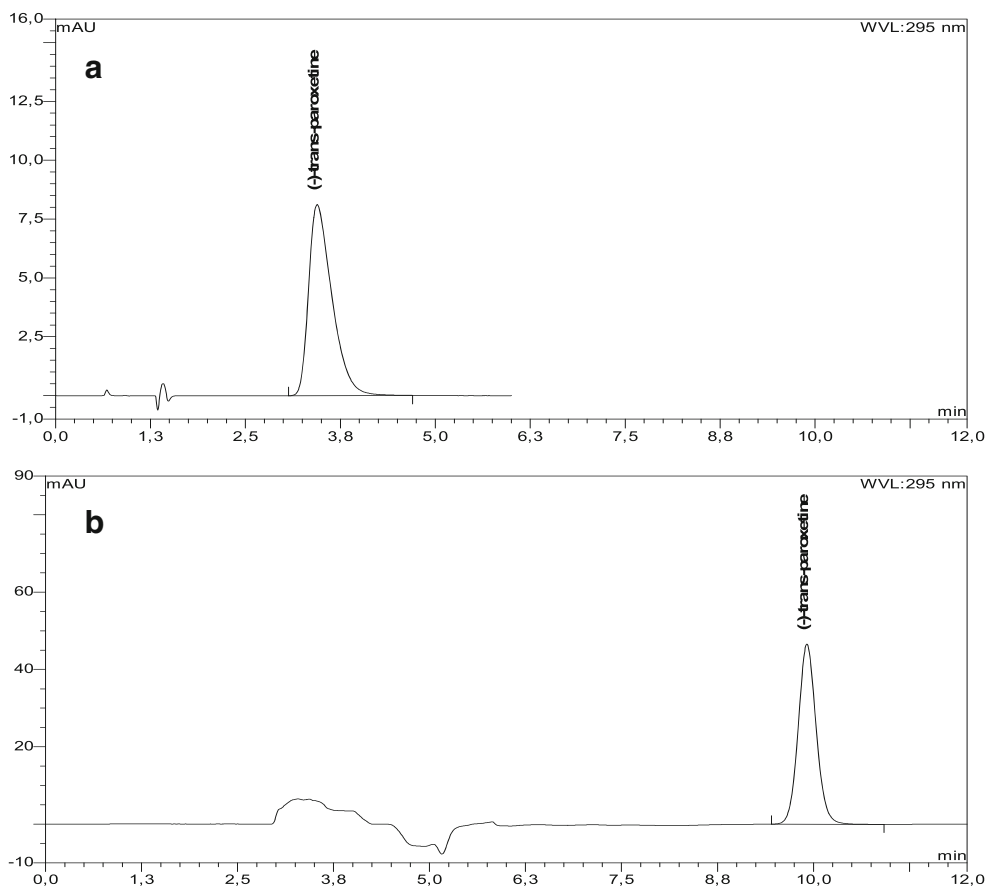 16,0
mAU
WVL:295 nm
a
(-)-trans-paroxetine
12,5
10,0
7,5
5,0
2,5
-1,0
min
0,0 1,3 2,5 3,8 5,0 6,3 7,5 8,8 10,0 12,0
90
mAU
WVL:295 nm
b
(-)-trans-paroxetine
60
40
20
-10
min
0,0 1,3 2,5 3,8 5,0 6,3 7,5 8,8 10,0 12,0